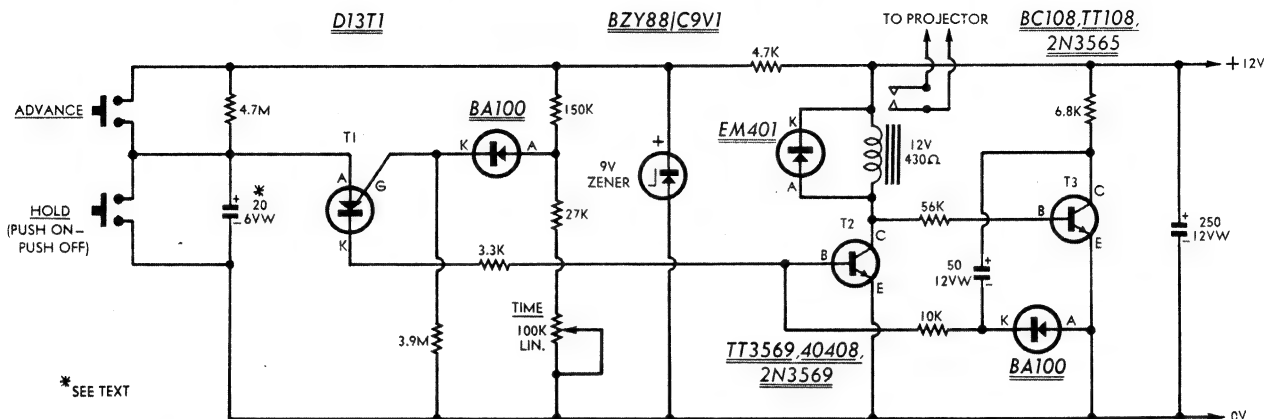 D13T1
BZY88/C9V1
TO PROJECTOR
BC108,TT108,
2N3565
4.7K
+12V
ADVANCE
4.7M
BA100
150K
6.8K
T1
K
A
EM401
K
12V
430Ω
A
G
9V
ZENER
+
A
T3
C
HOLD
(PUSH ON–
PUSH OFF)
*
+
20
–6VW
K
27K
T2
56K
B
E
+
250
–12VW
3.3K
B
C
E
50
+
12VW
–
TIME
100K
LIN.
3.9M
10K
K
A
TT3569,40408,
2N3569
BA100
*SEE TEXT
0V